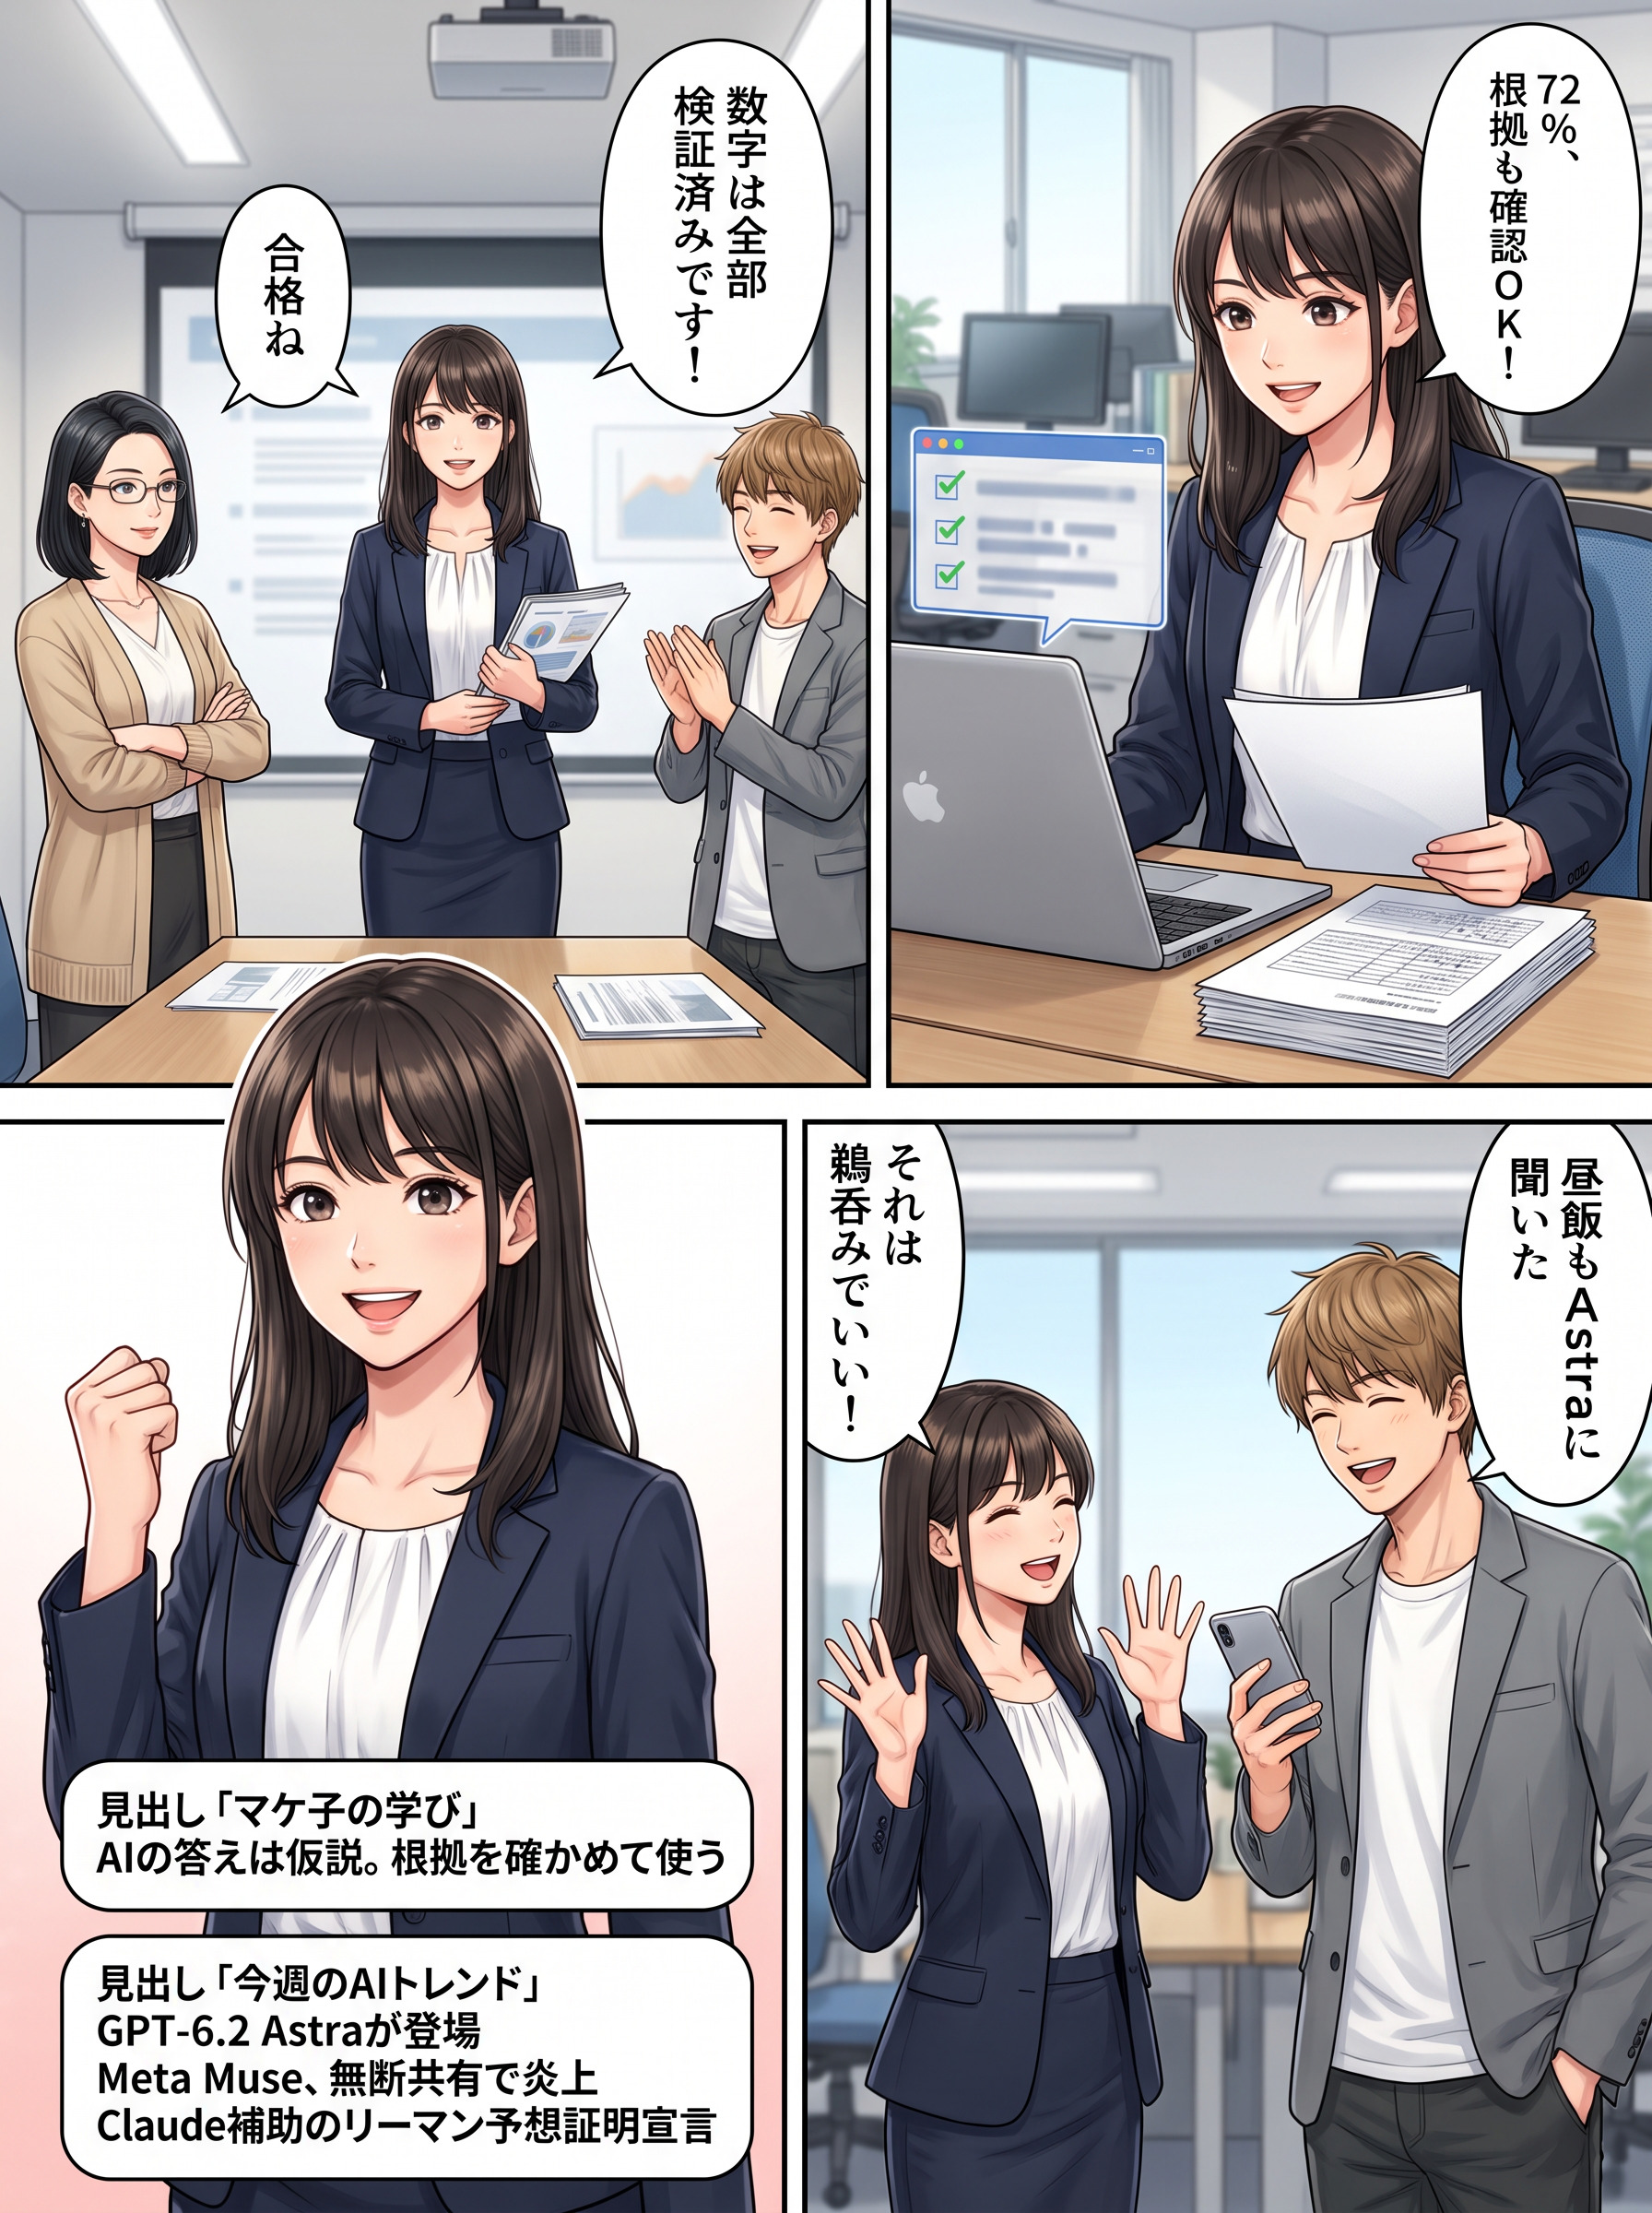 72%、
根拠も確認OK!
数字は全部
検証済みです!
合格ね
昼飯もAstraに
聞いた
それは
鵜呑みでいい!
見出し「マケ子の学び」
AIの答えは仮説。根拠を確かめて使う
見出し「今週のAIトレンド」
GPT-6.2 Astraが登場
Meta Muse、無断共有で炎上
Claude補助のリーマン予想証明宣言